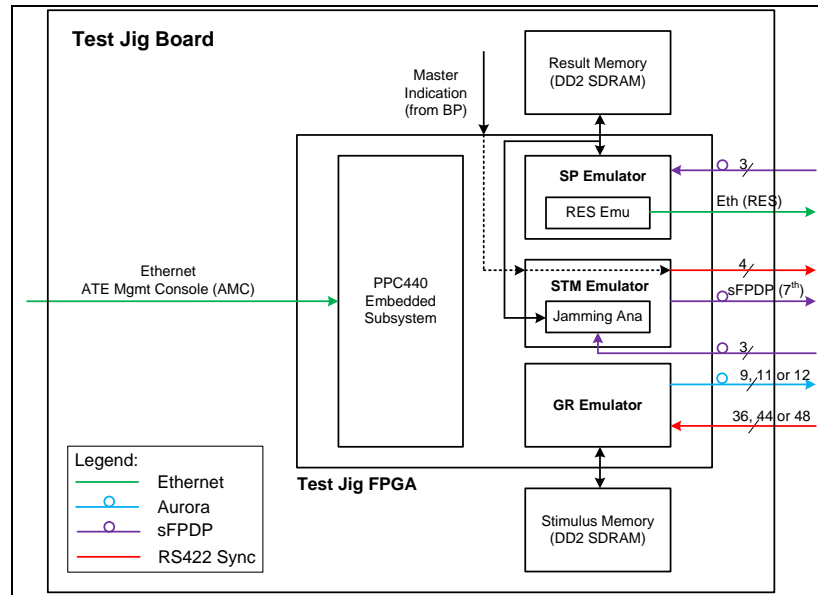 Test Jig Board
Result Memory
(DD2 SDRAM)
Master
Indication
(from BP)
SP Emulator
3
RES Emu
Eth (RES)
Ethernet
ATE Mgmt Console (AMC)
PPC440
Embedded
Subsystem
4
STM Emulator
sFPDP (7th)
Jamming Ana
3
9, 11 or 12
GR Emulator
36, 44 or 48
Legend:
Ethernet
Aurora
sFPDP
RS422 Sync
Test Jig FPGA
Stimulus Memory
(DD2 SDRAM)